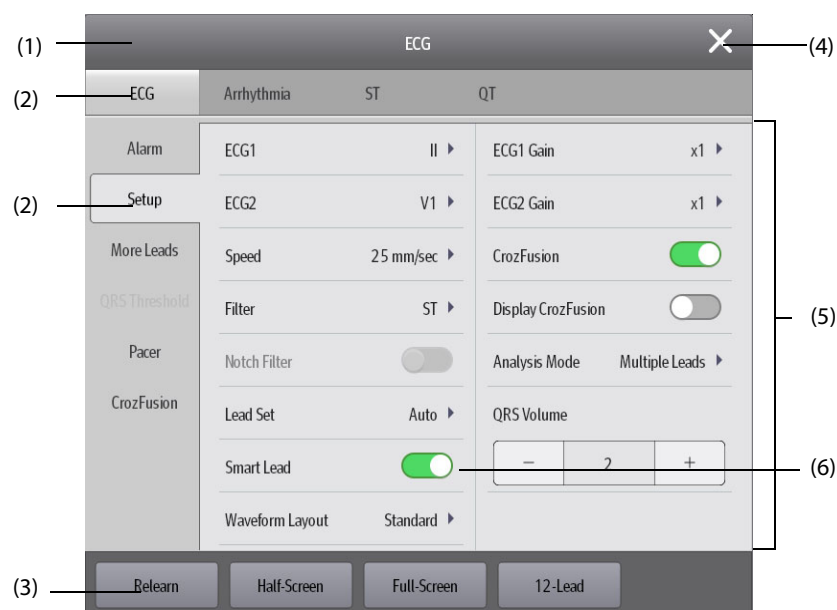 (1) ECG (4)
(2) ECG Arrhythmia ST QT
Alarm
(2) Setup
More Leads
QRS Threshold
Pacer
CrozFusion
ECG1 II
ECG2 V1
Speed 25 mm/sec
Filter ST
Notch Filter
Lead Set Auto
Smart Lead
Waveform Layout Standard
ECG1 Gain x1
ECG2 Gain x1
CrozFusion
Display CrozFusion
Analysis Mode Multiple Leads
QRS Volume
− 2 +
(5)
(6)
(3) Relearn Half-Screen Full-Screen 12-Lead